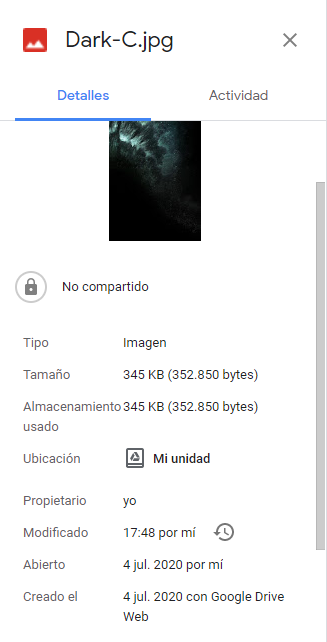 Dark-C.jpg
Detalles Actividad
No compartido
Tipo Imagen
Tamaño 345 KB (352.850 bytes)
Almacenamiento 345 KB (352.850 bytes)
usado
Ubicación Mi unidad
Propietario yo
Modificado 17:48 por mí
Abierto 4 jul. 2020 por mí
Creado el 4 jul. 2020 con Google Drive
Web